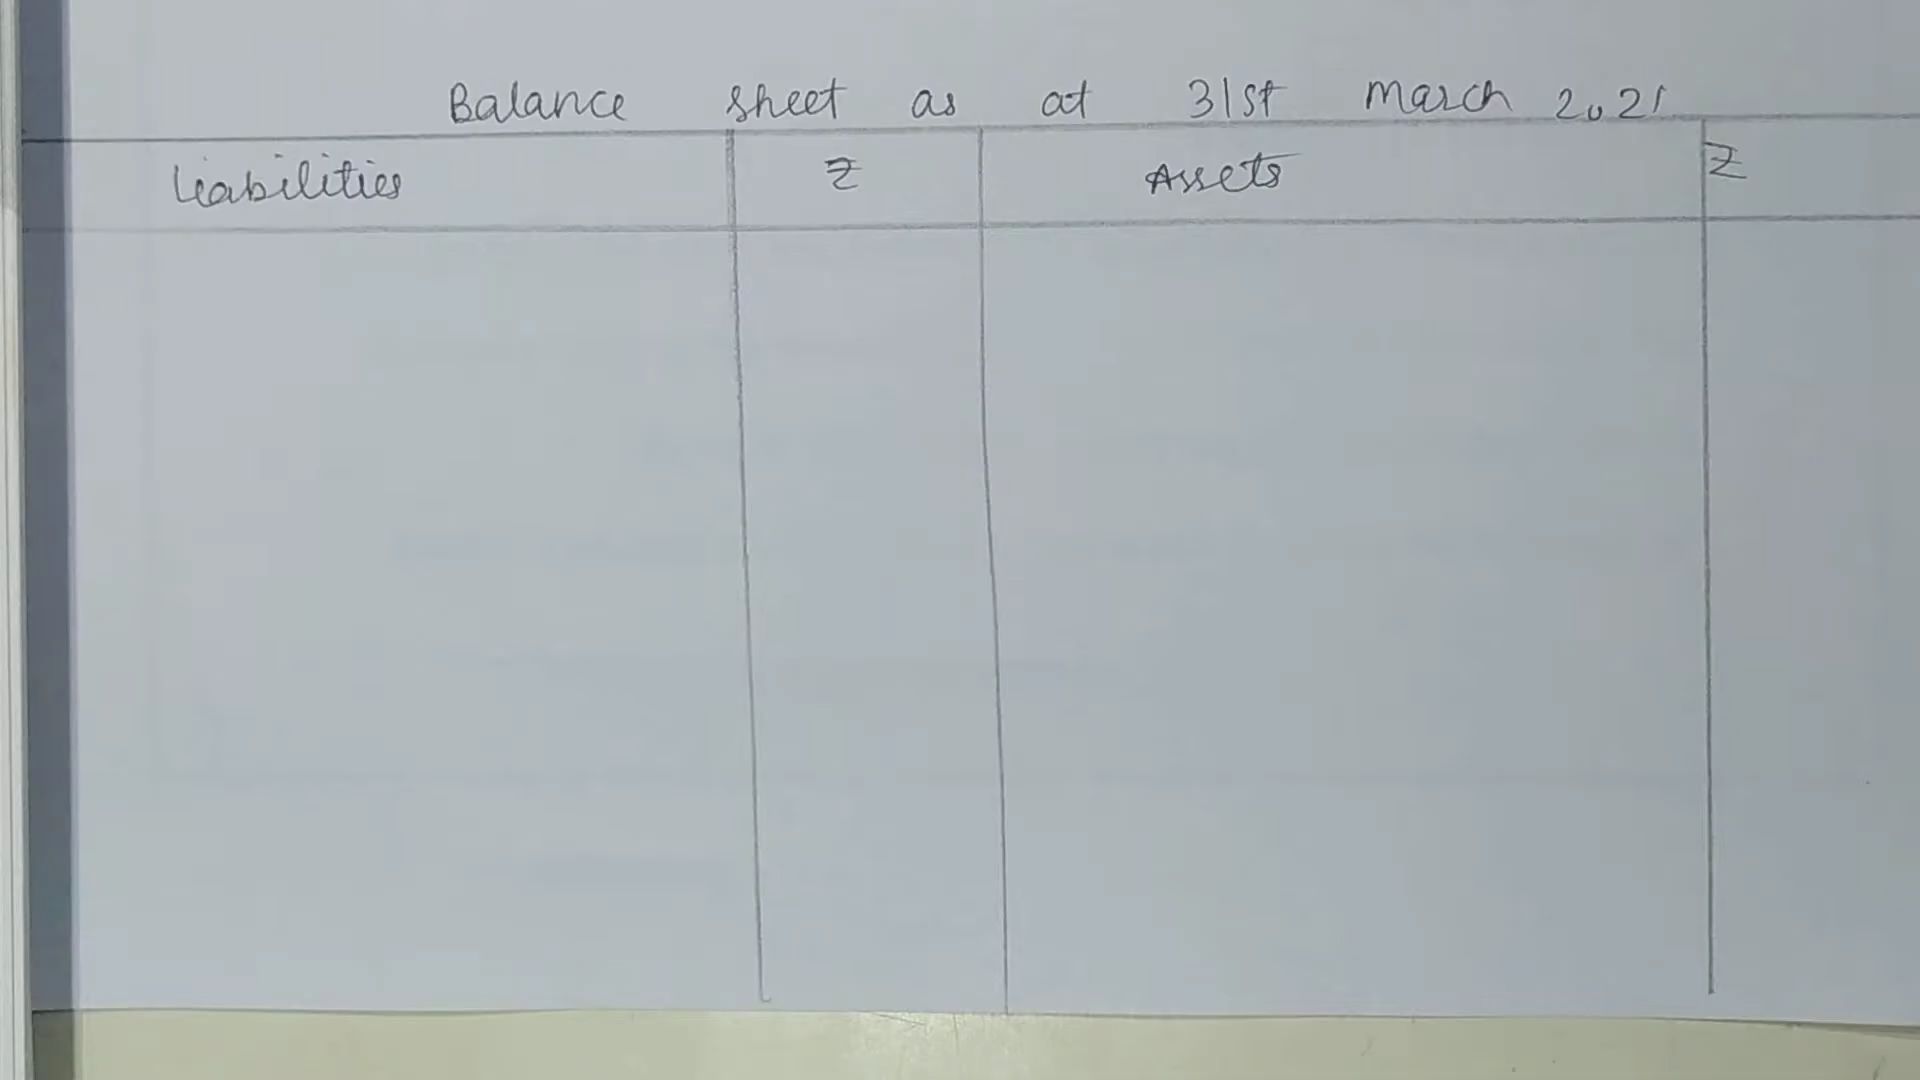 Balance sheet as at 31st march 2021
Liabilities ₹ Assets ₹